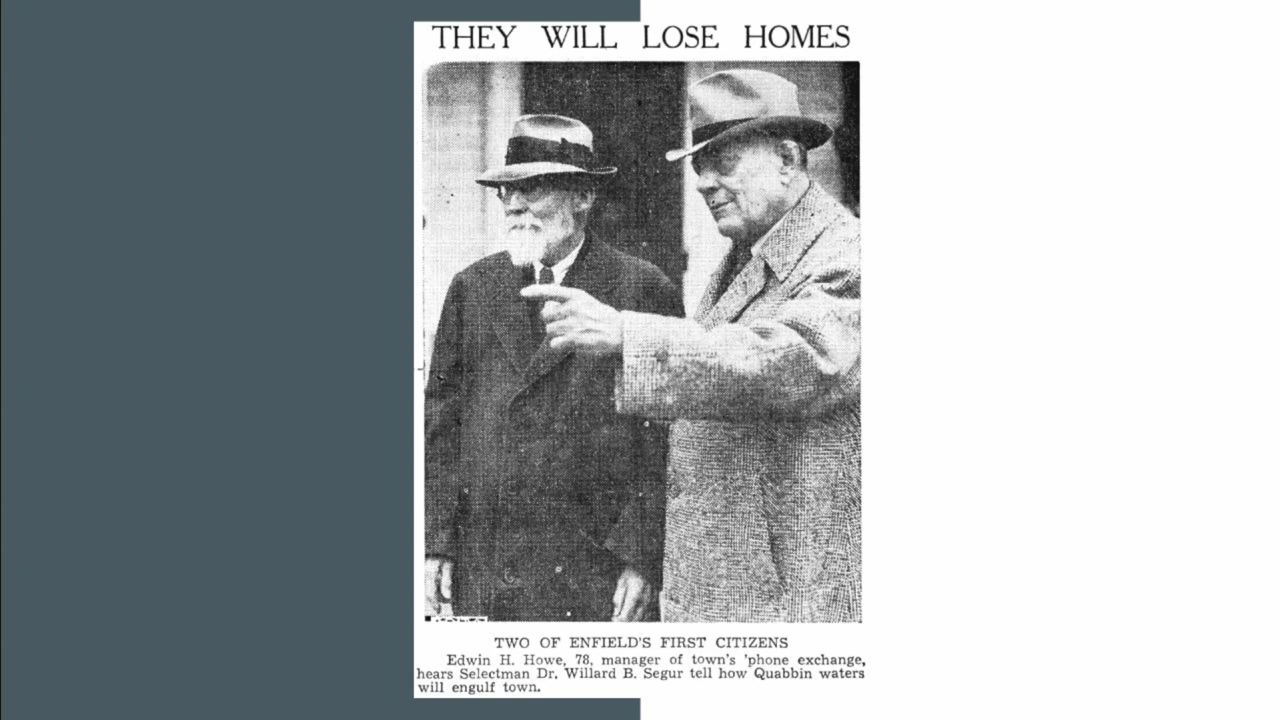 THEY WILL LOSE HOMES
TWO OF ENFIELD'S FIRST CITIZENS
Edwin H. Howe, 78, manager of town's 'phone exchange,
hears Selectman Dr. Willard B. Segur tell how Quabbin waters
will engulf town.